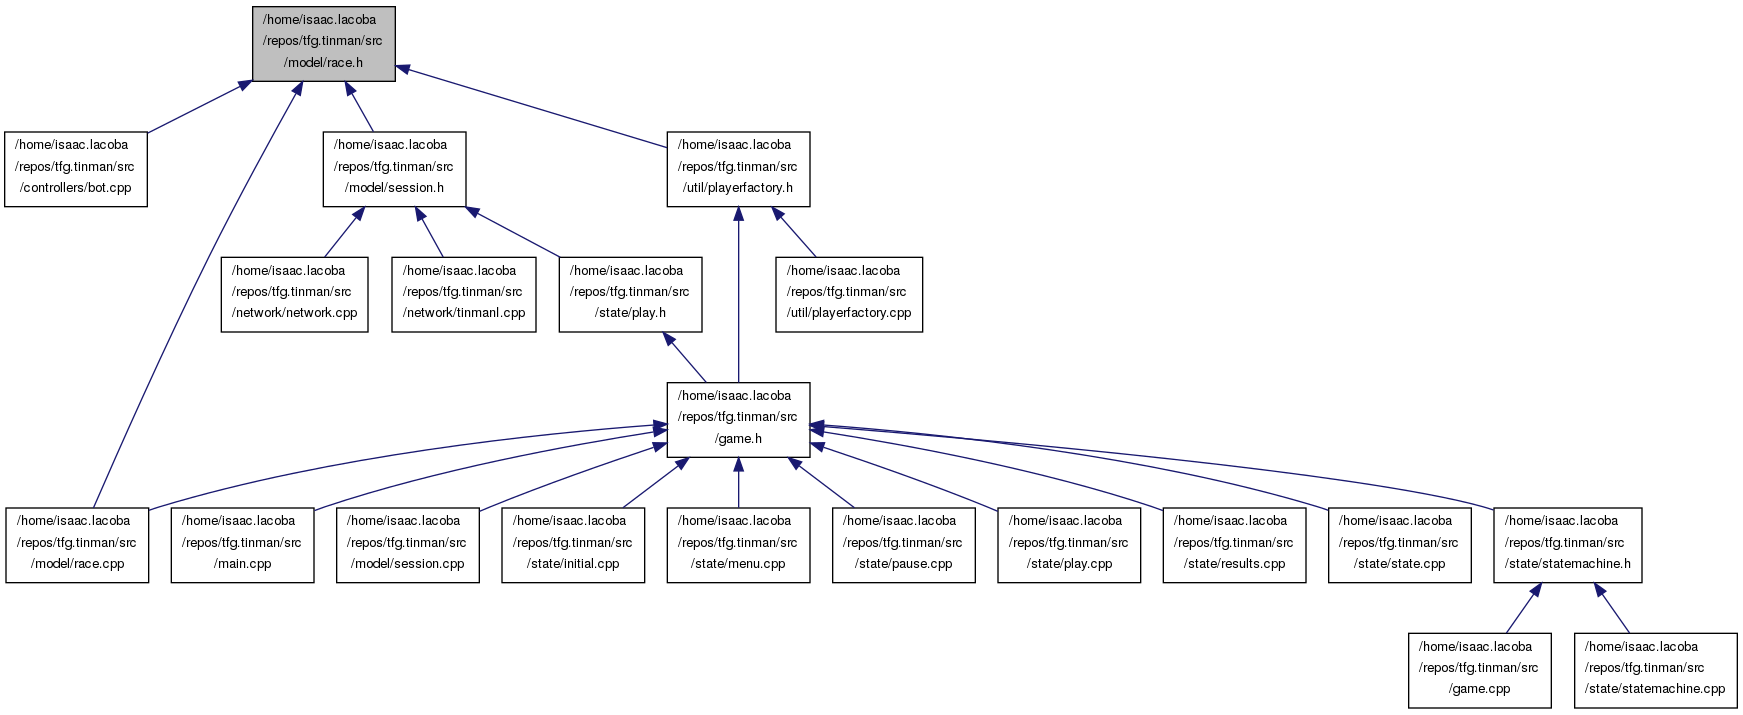 /home/isaac.lacoba
/repos/tfg.tinman/src
/model/race.h
/home/isaac.lacoba
/repos/tfg.tinman/src
/controllers/bot.cpp
/home/isaac.lacoba
/repos/tfg.tinman/src
/model/session.h
/home/isaac.lacoba
/repos/tfg.tinman/src
/util/playerfactory.h
/home/isaac.lacoba
/repos/tfg.tinman/src
/network/network.cpp
/home/isaac.lacoba
/repos/tfg.tinman/src
/network/tinmanI.cpp
/home/isaac.lacoba
/repos/tfg.tinman/src
/state/play.h
/home/isaac.lacoba
/repos/tfg.tinman/src
/util/playerfactory.cpp
/home/isaac.lacoba
/repos/tfg.tinman/src
/game.h
/home/isaac.lacoba
/repos/tfg.tinman/src
/model/race.cpp
/home/isaac.lacoba
/repos/tfg.tinman/src
/main.cpp
/home/isaac.lacoba
/repos/tfg.tinman/src
/model/session.cpp
/home/isaac.lacoba
/repos/tfg.tinman/src
/state/initial.cpp
/home/isaac.lacoba
/repos/tfg.tinman/src
/state/menu.cpp
/home/isaac.lacoba
/repos/tfg.tinman/src
/state/pause.cpp
/home/isaac.lacoba
/repos/tfg.tinman/src
/state/play.cpp
/home/isaac.lacoba
/repos/tfg.tinman/src
/state/results.cpp
/home/isaac.lacoba
/repos/tfg.tinman/src
/state/state.cpp
/home/isaac.lacoba
/repos/tfg.tinman/src
/state/statemachine.h
/home/isaac.lacoba
/repos/tfg.tinman/src
/game.cpp
/home/isaac.lacoba
/repos/tfg.tinman/src
/state/statemachine.cpp